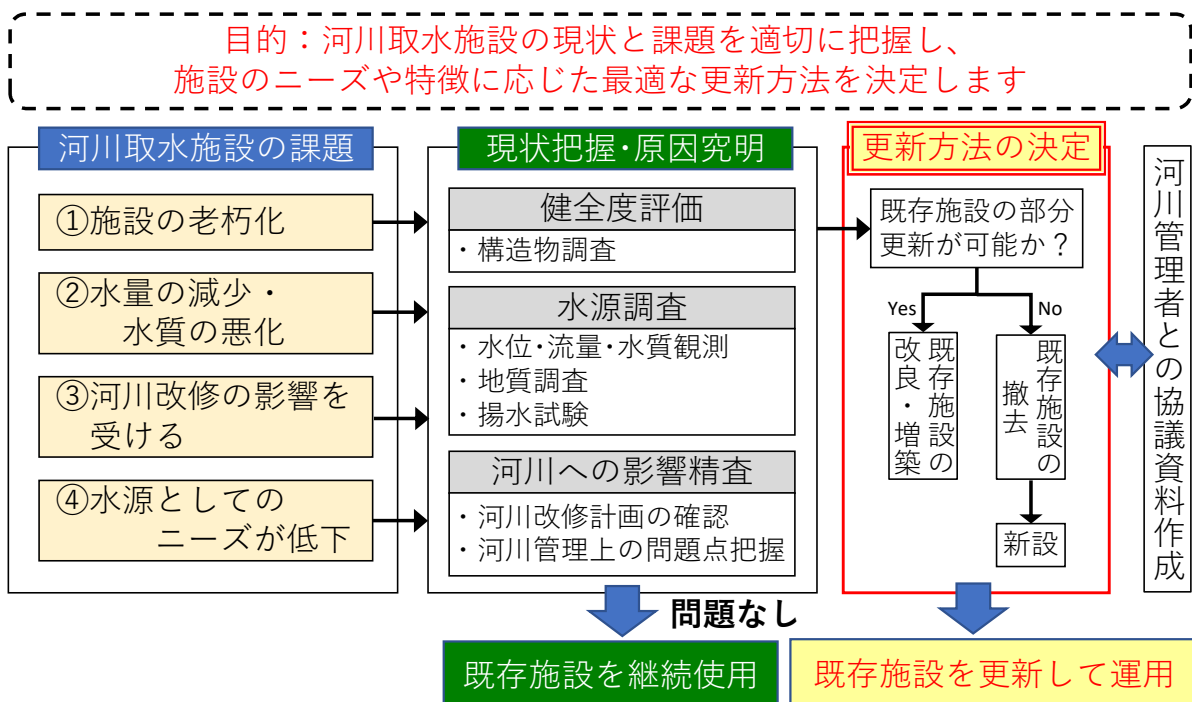 目的：河川取水施設の現状と課題を適切に把握し、
施設のニーズや特徴に応じた最適な更新方法を決定します
河川取水施設の課題
①施設の老朽化
②水量の減少・
水質の悪化
③河川改修の影響を
受ける
④水源としての
ニーズが低下
現状把握・原因究明
健全度評価
・構造物調査
水源調査
・水位・流量・水質観測
・地質調査
・揚水試験
河川への影響精査
・河川改修計画の確認
・河川管理上の問題点把握
問題なし
既存施設を継続使用
更新方法の決定
既存施設の部分
更新が可能か？
Yes
No
既存施設の
改良・増築
既存施設の
撤去
新設
既存施設を更新して運用
河川管理者との協議資料作成